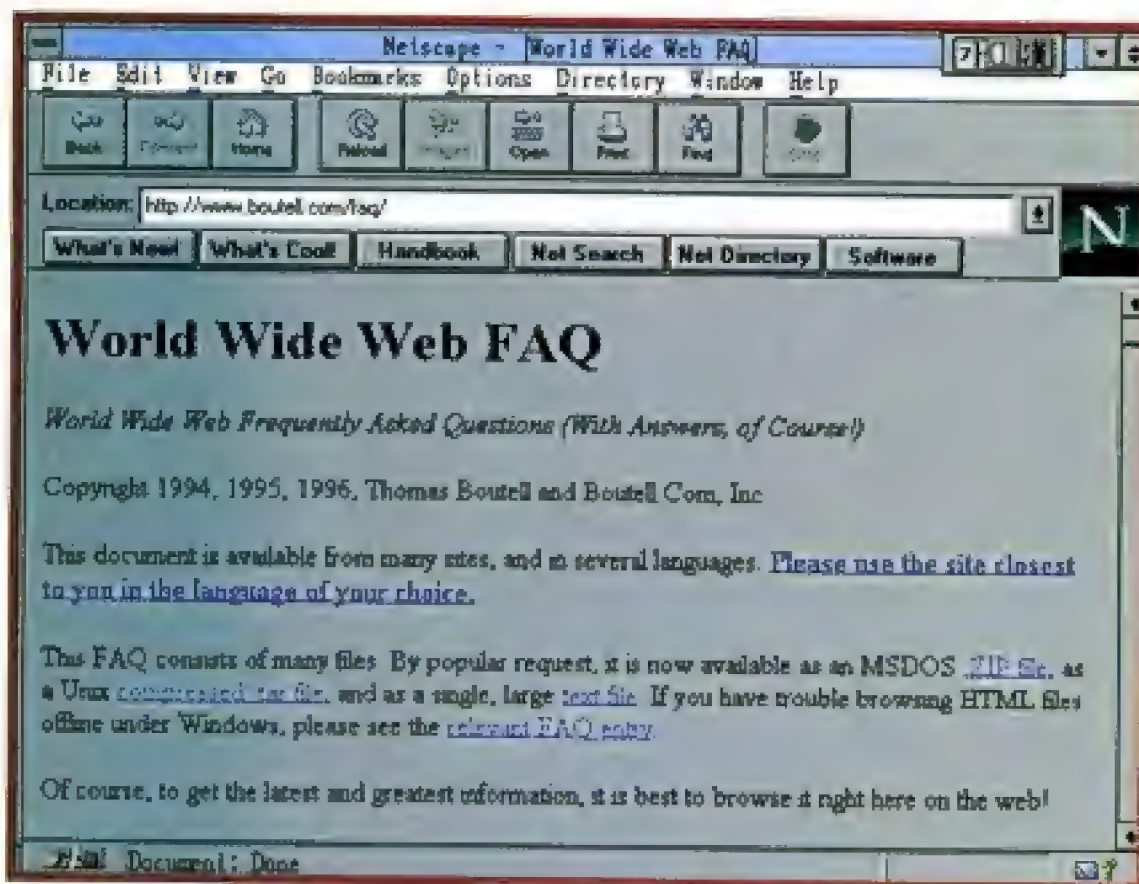 Netscape - [World Wide Web FAQ]
File Edit View Go Bookmarks Options Directory Window Help
Back Forward Home Reload Images Open Print Find Stop
Location: http://www.boutell.com/faq/
N
What's New! What's Cool! Handbook Net Search Net Directory Software
World Wide Web FAQ
World Wide Web Frequently Asked Questions (With Answers, of Course!)
Copyright 1994, 1995, 1996, Thomas Boutell and Boutell.Com, Inc.
This document is available from many sites, and in several languages. Please use the site closest
to you in the language of your choice.
This FAQ consists of many files. By popular request, it is now available as an MSDOS .ZIP file, as
a Unix compressed .tar file, and as a single, large text file. If you have trouble browsing HTML files
offline under Windows, please see the relevant FAQ entry.
Of course, to get the latest and greatest information, it is best to browse it right here on the web!
Document: Done